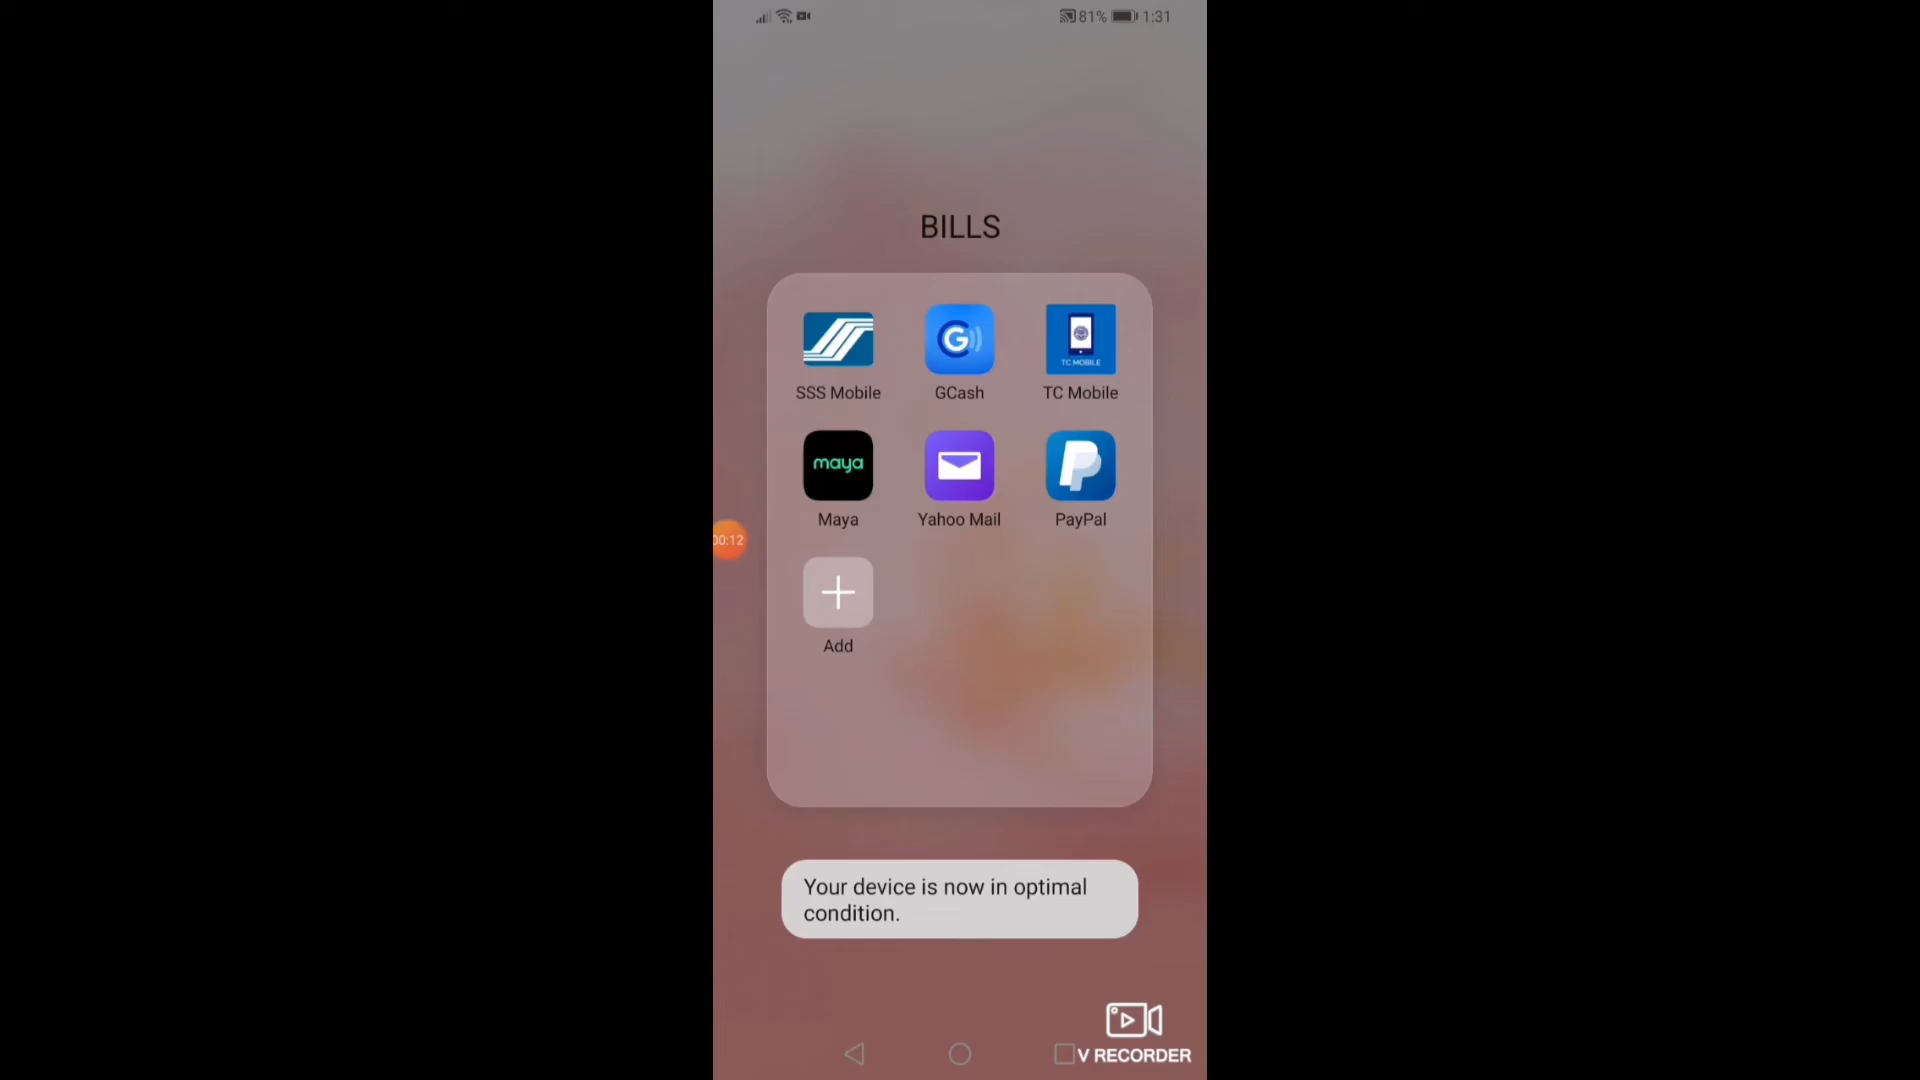 81% 1:31
BILLS
G
TC MOBILE
SSS Mobile GCash TC Mobile
maya
Maya Yahoo Mail PayPal
00:12
Add
Your device is now in optimal
condition.
V RECORDER